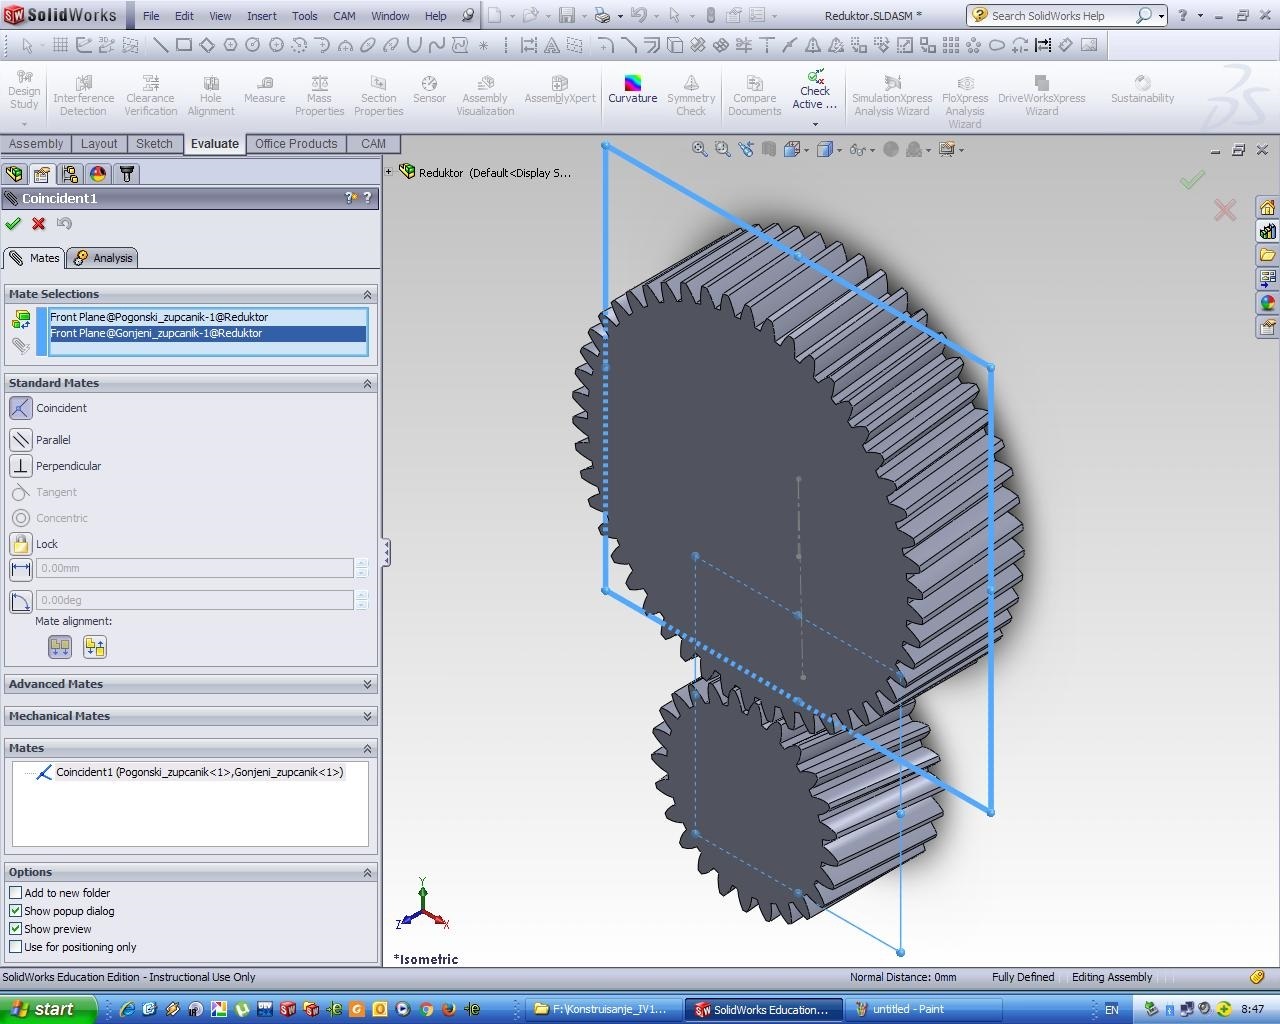 SolidWorks File Edit View Insert Tools CAM Window Help Reduktor.SLDASM * Search SolidWorks Help
Design Study
Interference Detection
Clearance Verification
Hole Alignment
Measure
Mass Properties
Section Properties
Sensor
Assembly Visualization
AssemblyXpert
Curvature
Symmetry Check
Compare Documents
Check Active ...
SimulationXpress Analysis Wizard
FloXpress Analysis Wizard
DriveWorksXpress Wizard
Sustainability
Assembly Layout Sketch Evaluate Office Products CAM
Reduktor (Default<Display S...
Coincident1
Mates Analysis
Mate Selections
Front Plane@Pogonski_zupcanik-1@Reduktor
Front Plane@Gonjeni_zupcanik-1@Reduktor
Standard Mates
Coincident
Parallel
Perpendicular
Tangent
Concentric
Lock
0.00mm
0.00deg
Mate alignment:
Advanced Mates
Mechanical Mates
Mates
Coincident1 (Pogonski_zupcanik<1>,Gonjeni_zupcanik<1>)
Options
Add to new folder
Show popup dialog
Show preview
Use for positioning only
Y
Z X
*Isometric
SolidWorks Education Edition - Instructional Use Only Normal Distance: 0mm Fully Defined Editing Assembly
start F:\Konstruisanje_IV1... SolidWorks Education... untitled - Paint EN 8:47